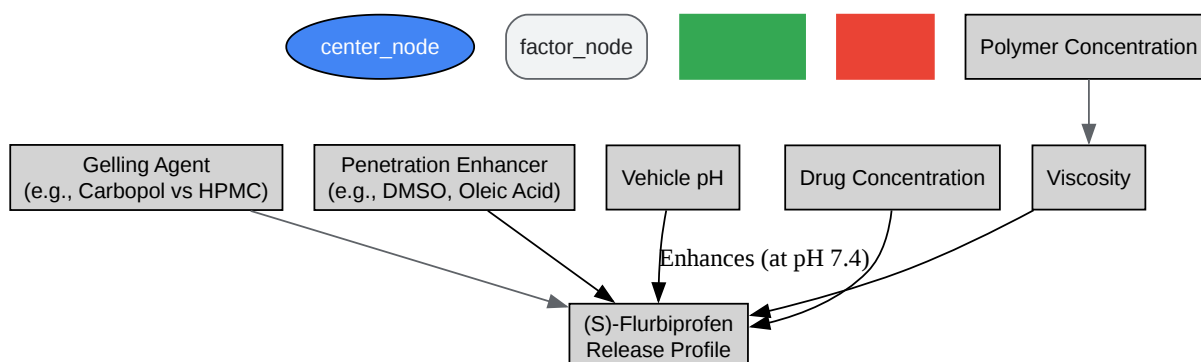 center_node
factor_node
Polymer Concentration
Gelling Agent
(e.g., Carbopol vs HPMC)
Penetration Enhancer
(e.g., DMSO, Oleic Acid)
Vehicle pH
Drug Concentration
Viscosity
Enhances (at pH 7.4)
(S)-Flurbiprofen
Release Profile